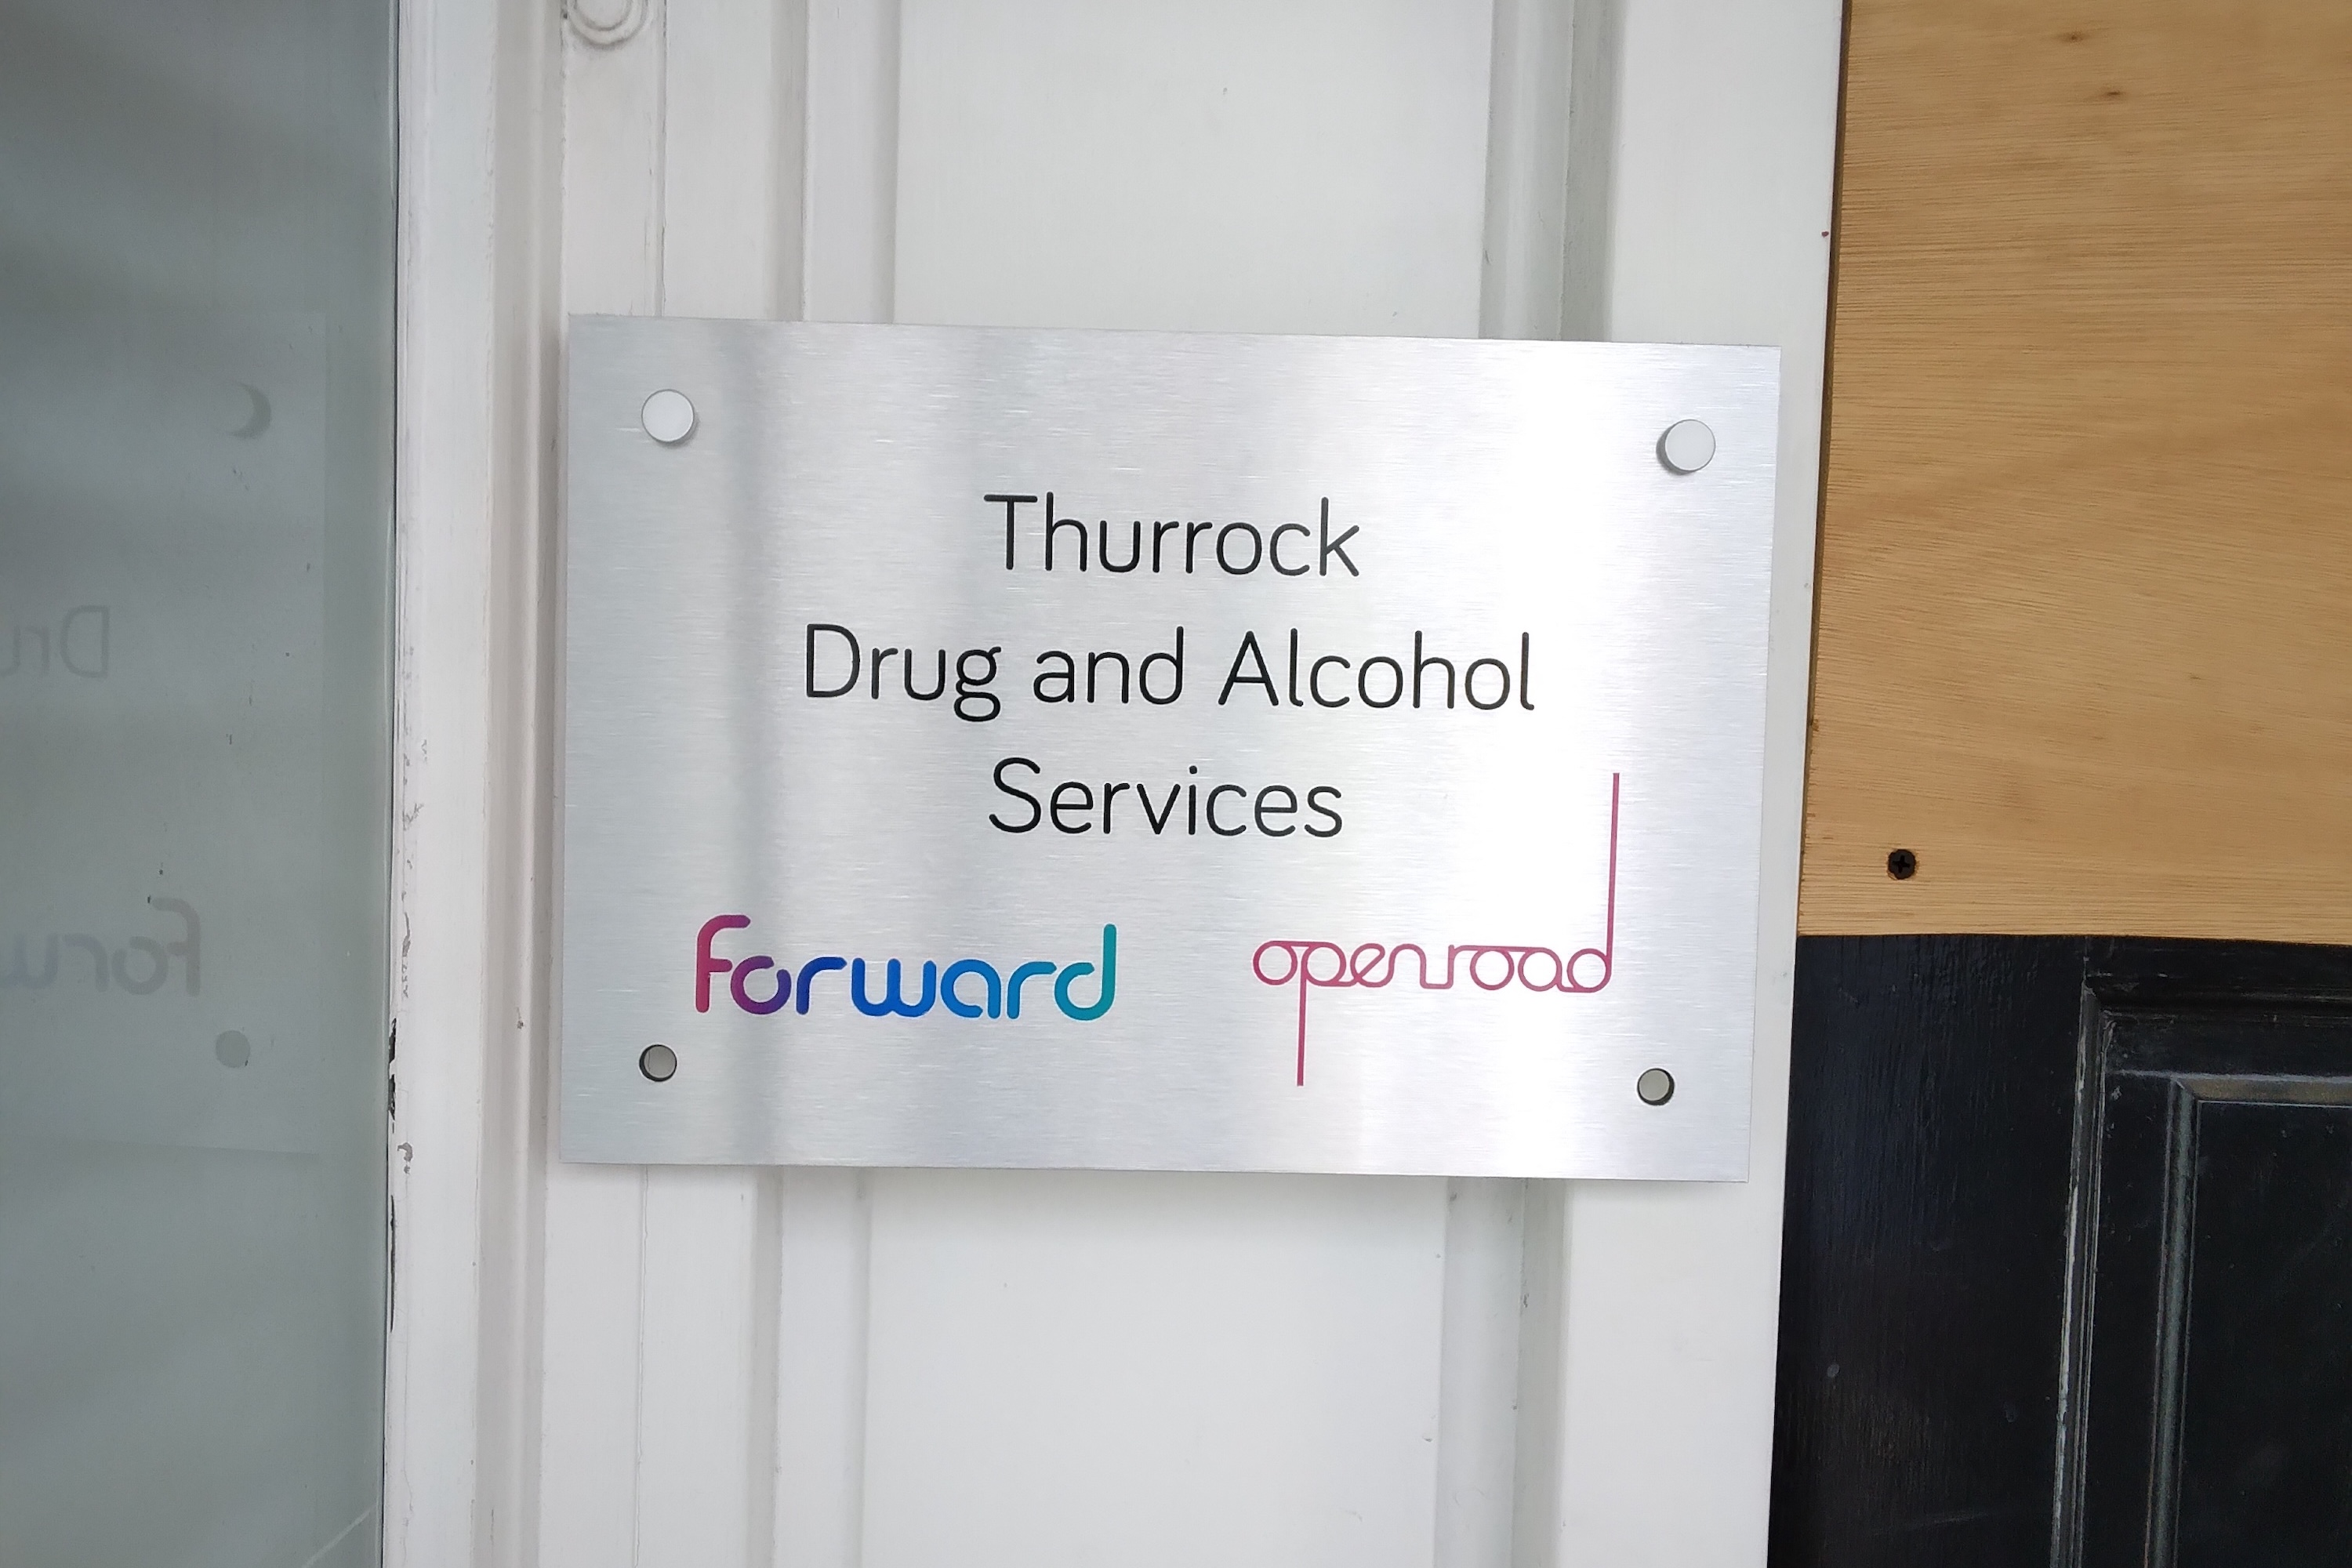 Thurrock
Drug and Alcohol
Services
forward
openroad